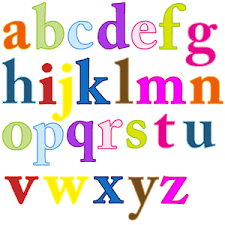 abcdefg
hijklmn
opqrstu
vwxyz